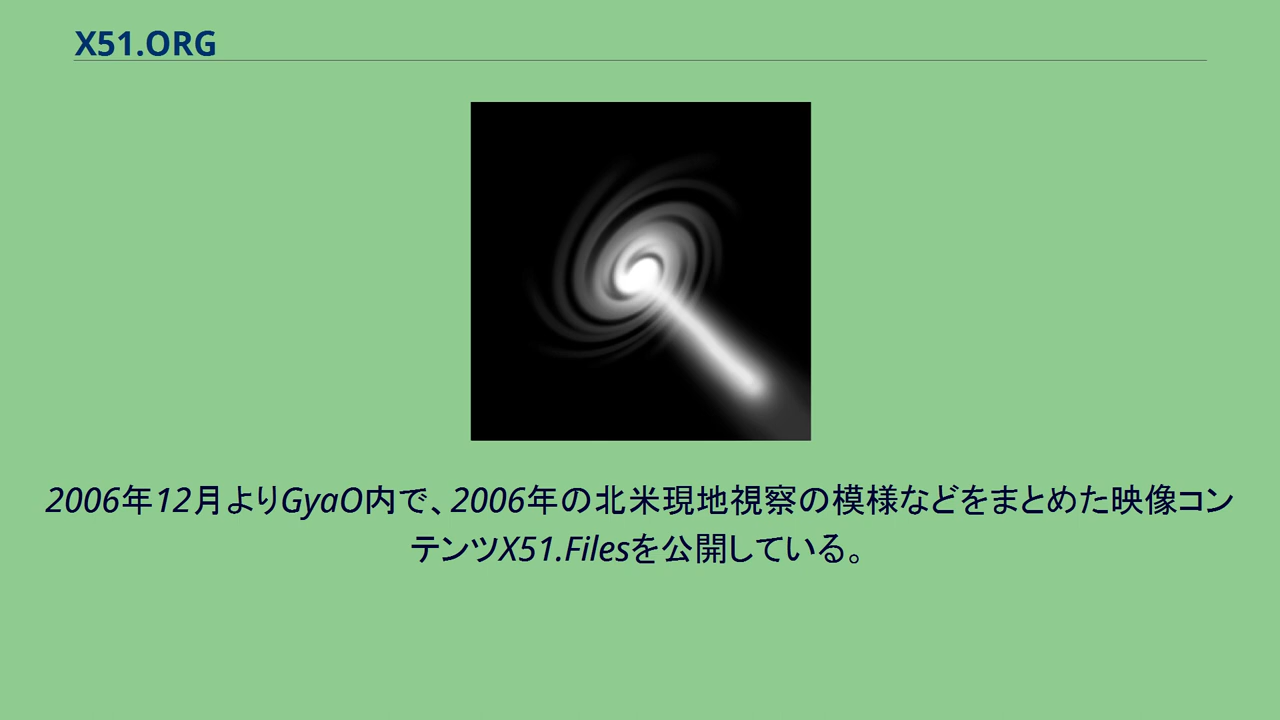 X51.ORG
2006年12月よりGyaO内で、2006年の北米現地視察の模様などをまとめた映像コン
テンツX51.Filesを公開している。